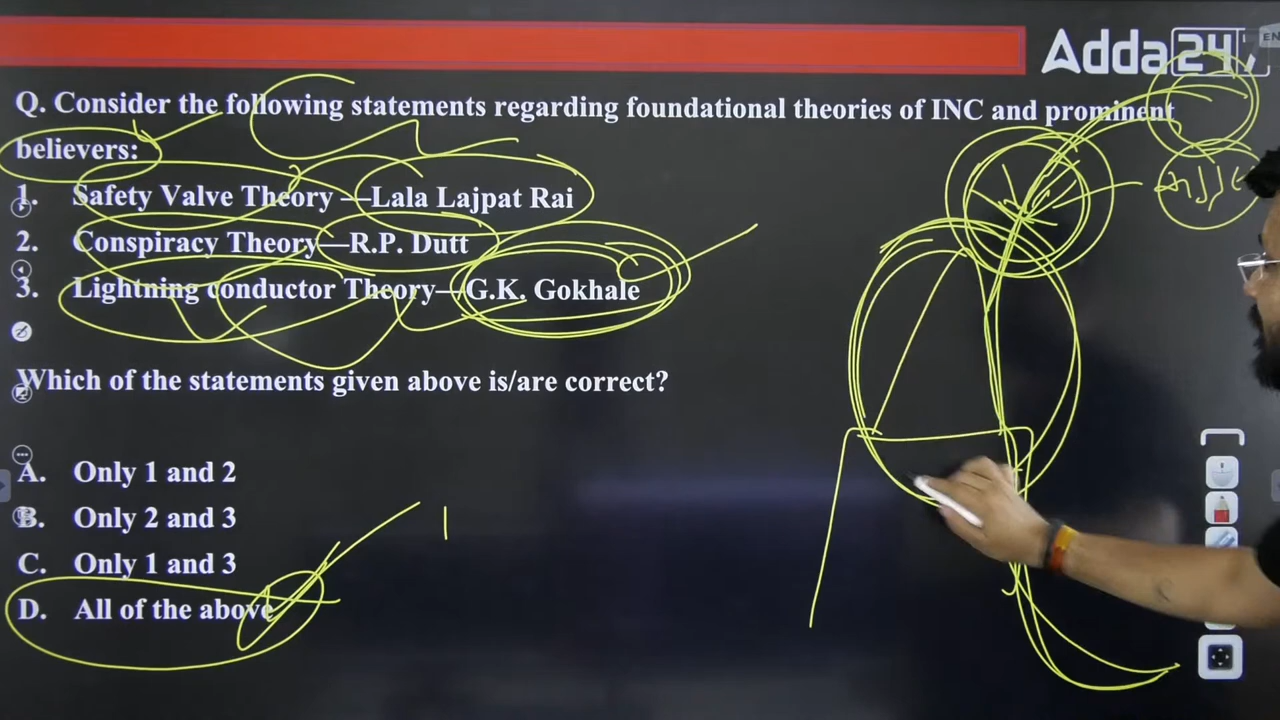 Adda247
EN
Q. Consider the following statements regarding foundational theories of INC and prominent
believers:
1. Safety Valve Theory —Lala Lajpat Rai
2. Conspiracy Theory—R.P. Dutt
3. Lightning conductor Theory—G.K. Gokhale
Which of the statements given above is/are correct?
A. Only 1 and 2
B. Only 2 and 3
C. Only 1 and 3
D. All of the above